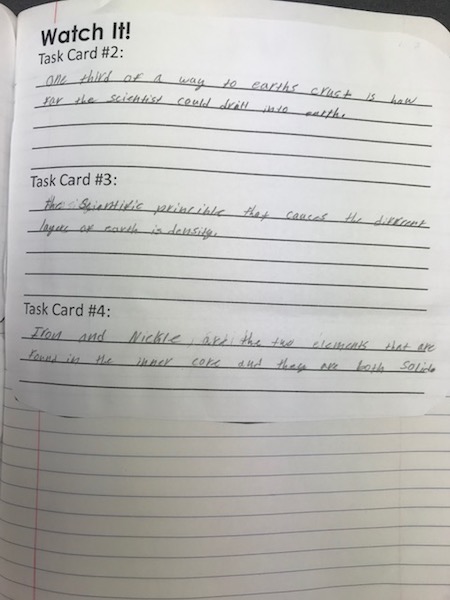 Watch It!
Task Card #2:
one third of a way to earths crust is how
far the scientist could drill into earth.
Task Card #3:
the Scientific principle that causes the different
layers of earth is density.
Task Card #4:
Iron and Nickle are the two elements that are
found in the inner core and they are both solid